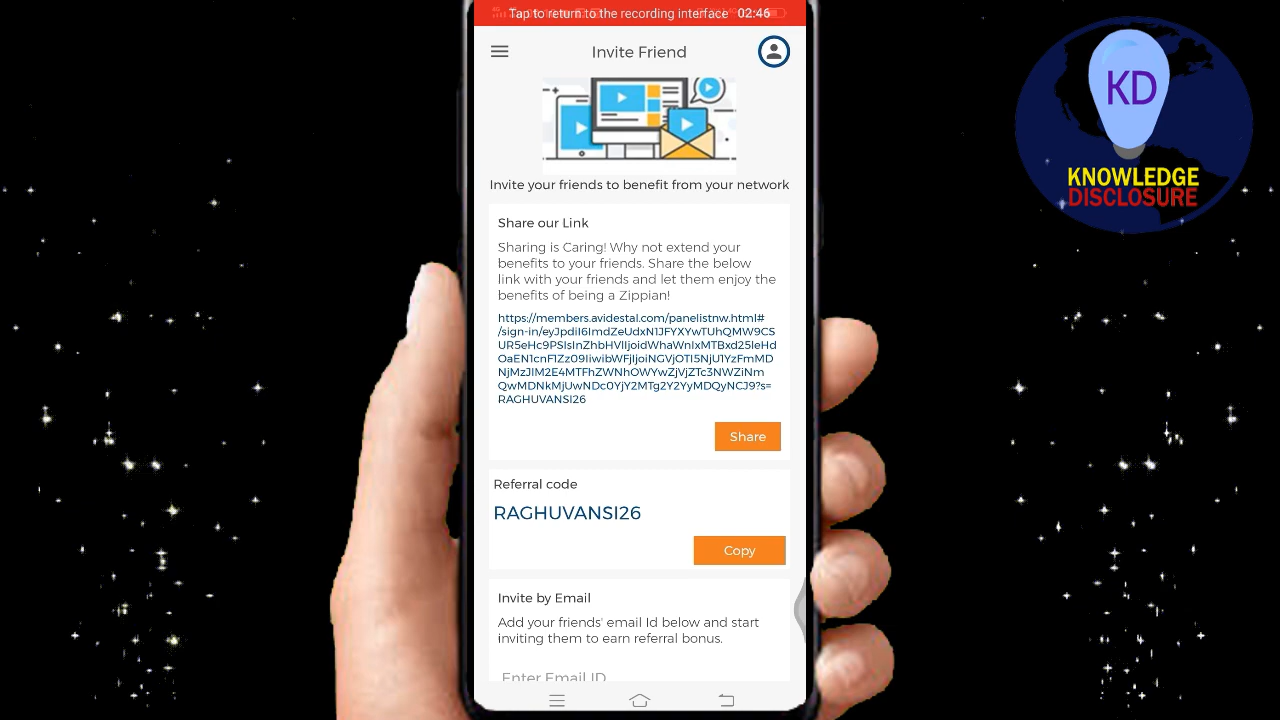 Tap to return to the recording interface 02:46
Invite Friend
KD
KNOWLEDGE
DISCLOSURE
Invite your friends to benefit from your network
Share our Link
Sharing is Caring! Why not extend your
benefits to your friends. Share the below
link with your friends and let them enjoy the
benefits of being a Zippian!
https://members.avidestal.com/panelistnw.html#
/sign-in/eyJpdiI6ImdZeUdxN1JFYXYwTUhQMW9CS
UR5eHc9PSIsInZhbHVlIjoidWhaWnIxMTBxd25IeHd
OaEN1cnF1Zz09IiwibWFjIjoiNGVjOTI5NjU1YzFmMD
NjMzJlM2E4MTFhZWNhOWYwZjVjZTc3NWZiNm
QwMDNkMjUwNDc0YjY2MTg2Y2YyMDQyNCJ9?s=
RAGHUVANSI26
Share
Referral code
RAGHUVANSI26
Copy
Invite by Email
Add your friends' email Id below and start
inviting them to earn referral bonus.
Enter Email ID